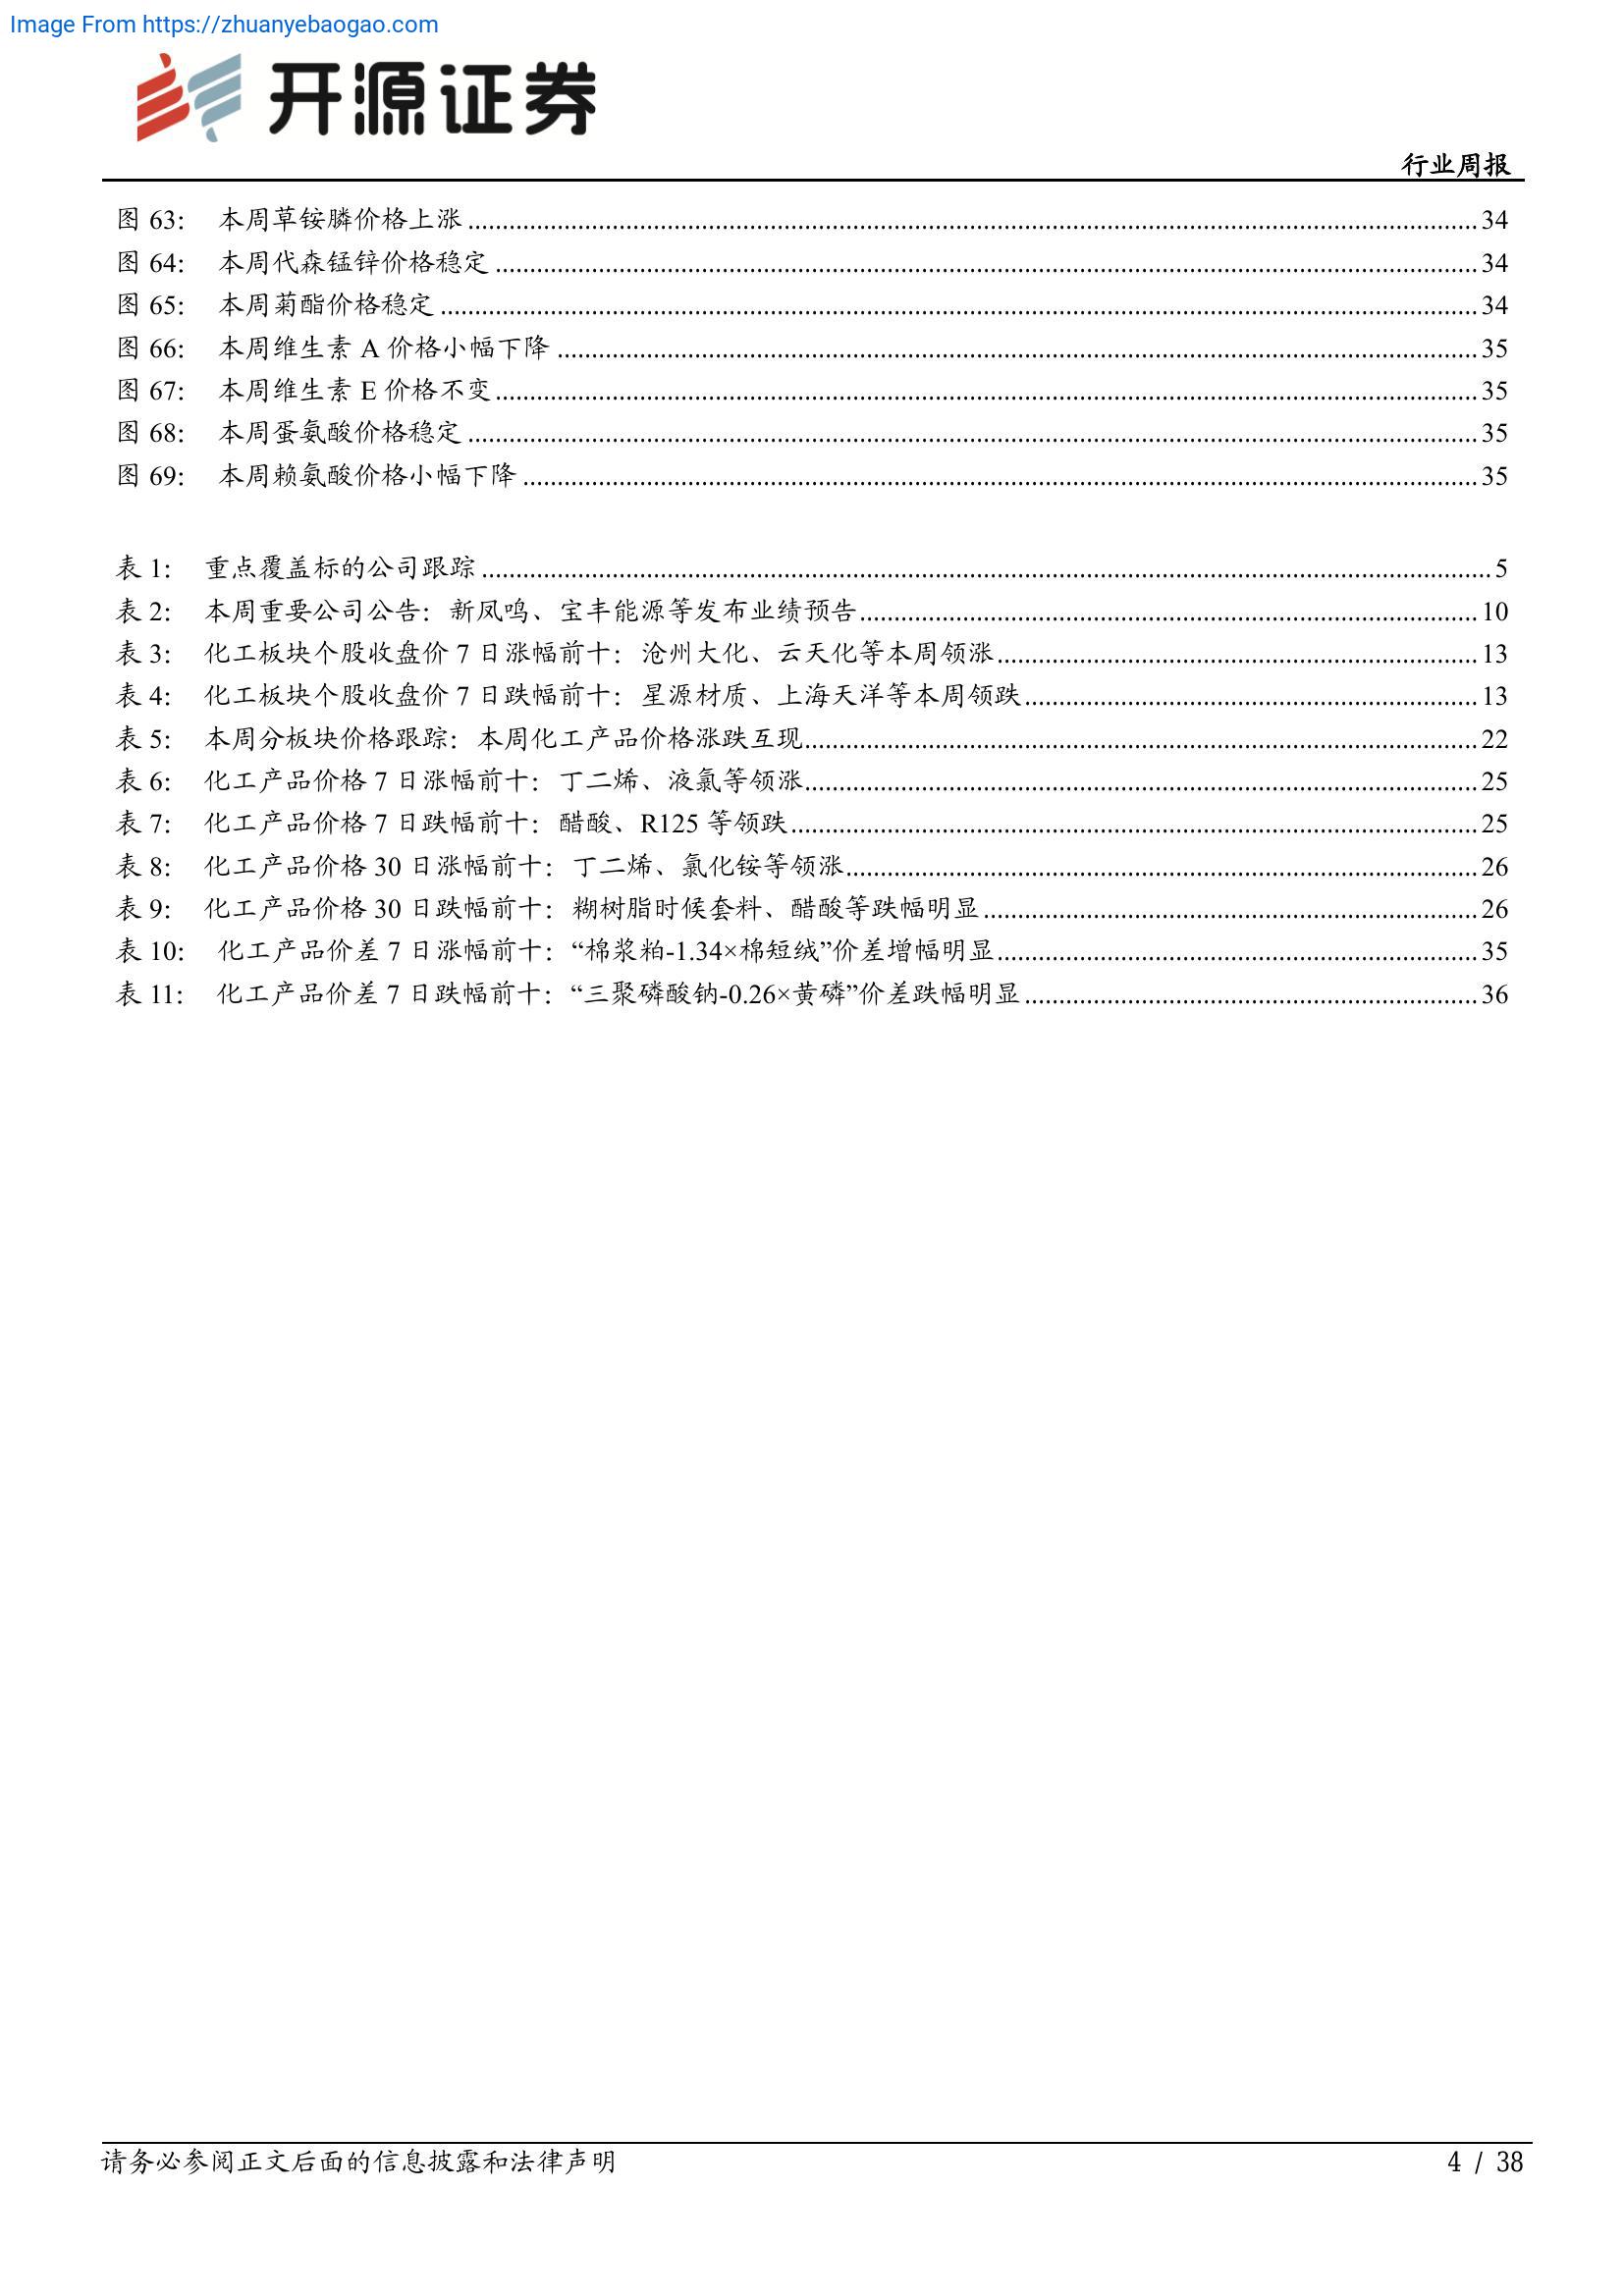 Image From https://zhuanyebaogao.com
开源证券
行业周报
图 63: 本周草铵膦价格上涨 34
图 64: 本周代森锰锌价格稳定 34
图 65: 本周菊酯价格稳定 34
图 66: 本周维生素 A 价格小幅下降 35
图 67: 本周维生素 E 价格不变 35
图 68: 本周蛋氨酸价格稳定 35
图 69: 本周赖氨酸价格小幅下降 35
表 1: 重点覆盖标的公司跟踪 5
表 2: 本周重要公司公告：新凤鸣、宝丰能源等发布业绩预告 10
表 3: 化工板块个股收盘价 7 日涨幅前十：沧州大化、云天化等本周领涨 13
表 4: 化工板块个股收盘价 7 日跌幅前十：星源材质、上海天洋等本周领跌 13
表 5: 本周分板块价格跟踪：本周化工产品价格涨跌互现 22
表 6: 化工产品价格 7 日涨幅前十：丁二烯、液氯等领涨 25
表 7: 化工产品价格 7 日跌幅前十：醋酸、R125 等领跌 25
表 8: 化工产品价格 30 日涨幅前十：丁二烯、氯化铵等领涨 26
表 9: 化工产品价格 30 日跌幅前十：糊树脂时候套料、醋酸等跌幅明显 26
表 10: 化工产品价差 7 日涨幅前十：“棉浆粕-1.34×棉短绒”价差增幅明显 35
表 11: 化工产品价差 7 日跌幅前十：“三聚磷酸钠-0.26×黄磷”价差跌幅明显 36
请务必参阅正文后面的信息披露和法律声明
4 / 38